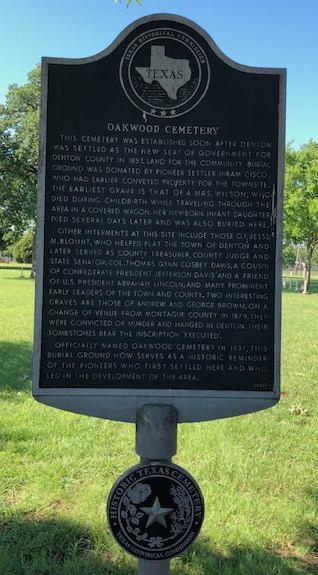 TEXAS HISTORICAL COMMISSION
TEXAS
OAKWOOD CEMETERY
THIS CEMETERY WAS ESTABLISHED SOON AFTER DENTON
WAS SETTLED AS THE NEW SEAT OF GOVERNMENT FOR
DENTON COUNTY IN 1857. LAND FOR THE COMMUNITY BURIAL
GROUND WAS DONATED BY PIONEER SETTLER HIRAM CISCO,
WHO HAD EARLIER CONVEYED PROPERTY FOR THE TOWNSITE.
THE EARLIEST GRAVE IS THAT OF A MRS. WILSON, WHO
DIED DURING CHILDBIRTH WHILE TRAVELING THROUGH THE
AREA IN A COVERED WAGON. HER NEWBORN INFANT DAUGHTER
DIED SEVERAL DAYS LATER AND WAS ALSO BURIED HERE.
OTHER INTERMENTS AT THIS SITE INCLUDE THOSE OF JESSE
M. BLOUNT, WHO HELPED PLAT THE TOWN OF DENTON AND
LATER SERVED AS COUNTY TREASURER, COUNTY JUDGE AND
STATE SENATOR; COL. THOMAS GYNN COSBY DAVIS, A COUSIN
OF CONFEDERATE PRESIDENT JEFFERSON DAVIS AND A FRIEND
OF U.S. PRESIDENT ABRAHAM LINCOLN; AND MANY PROMINENT
EARLY LEADERS OF THE TOWN AND COUNTY. TWO INTERESTING
GRAVES ARE THOSE OF ANDREW AND GEORGE BROWN. ON A
CHANGE OF VENUE FROM MONTAGUE COUNTY IN 1879, THEY
WERE CONVICTED OF MURDER AND HANGED IN DENTON. THEIR
TOMBSTONES BEAR THE INSCRIPTION "EXECUTED".
OFFICIALLY NAMED OAKWOOD CEMETERY IN 1931, THIS
BURIAL GROUND NOW SERVES AS A HISTORIC REMINDER
OF THE PIONEERS WHO FIRST SETTLED HERE AND WHO
LED IN THE DEVELOPMENT OF THE AREA.
HISTORIC TEXAS CEMETERY
TEXAS HISTORICAL COMMISSION